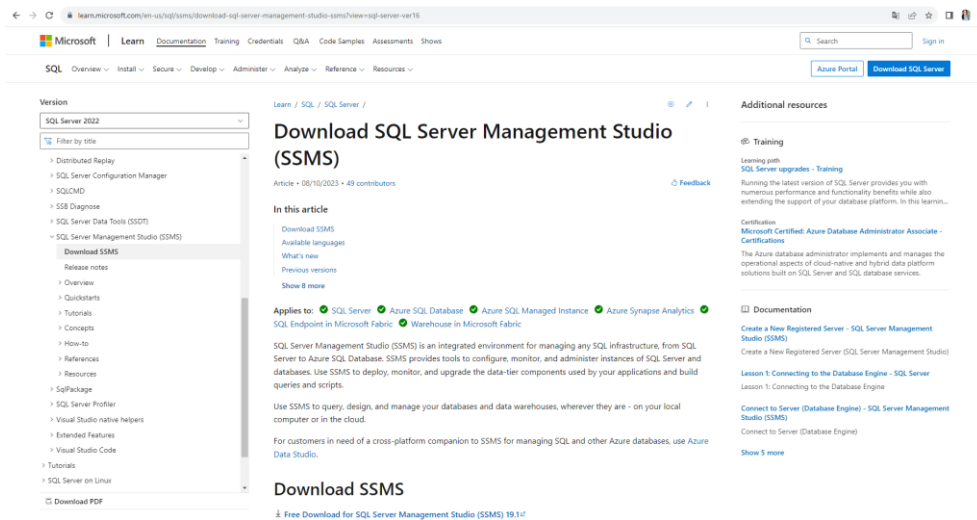 learn.microsoft.com/en-us/sql/ssms/download-sql-server-management-studio-ssms?view=sql-server-ver16
Microsoft Learn Documentation Training Credentials Q&A Code Samples Assessments Shows Search Sign in
SQL Overview Install Secure Develop Administer Analyze Reference Resources Azure Portal Download SQL Server
Version
SQL Server 2022
Filter by title
Distributed Replay
SQL Server Configuration Manager
SQLCMD
SSB Diagnose
SQL Server Data Tools (SSDT)
SQL Server Management Studio (SSMS)
Download SSMS
Release notes
Overview
Quickstarts
Tutorials
Concepts
How-to
References
Resources
SqlPackage
SQL Server Profiler
Visual Studio native helpers
Extended Features
Visual Studio Code
Tutorials
SQL Server on Linux
Download PDF
Learn / SQL / SQL Server /
Download SQL Server Management Studio
(SSMS)
Article • 08/10/2023 • 49 contributors
Feedback
In this article
Download SSMS
Available languages
What's new
Previous versions
Show 8 more
Applies to: SQL Server Azure SQL Database Azure SQL Managed Instance Azure Synapse Analytics
SQL Endpoint in Microsoft Fabric Warehouse in Microsoft Fabric
SQL Server Management Studio (SSMS) is an integrated environment for managing any SQL infrastructure, from SQL
Server to Azure SQL Database. SSMS provides tools to configure, monitor, and administer instances of SQL Server and
databases. Use SSMS to deploy, monitor, and upgrade the data-tier components used by your applications and build
queries and scripts.
Use SSMS to query, design, and manage your databases and data warehouses, wherever they are - on your local
computer or in the cloud.
For customers in need of a cross-platform companion to SSMS for managing SQL and other Azure databases, use Azure
Data Studio.
Download SSMS
Free Download for SQL Server Management Studio (SSMS) 19.1
Additional resources
Training
Learning path
SQL Server upgrades - Training
Running the latest version of SQL Server provides you with
numerous performance and functionality benefits while also
extending the support of your database platform. In this learnin...
Certification
Microsoft Certified: Azure Database Administrator Associate -
Certifications
The Azure database administrator implements and manages the
operational aspects of cloud-native and hybrid data platform
solutions built on SQL Server and SQL database services.
Documentation
Create a New Registered Server - SQL Server Management
Studio (SSMS)
Create a New Registered Server (SQL Server Management Studio)
Lesson 1: Connecting to the Database Engine - SQL Server
Lesson 1: Connecting to the Database Engine
Connect to Server (Database Engine) - SQL Server Management
Studio (SSMS)
Connect to Server (Database Engine)
Show 5 more